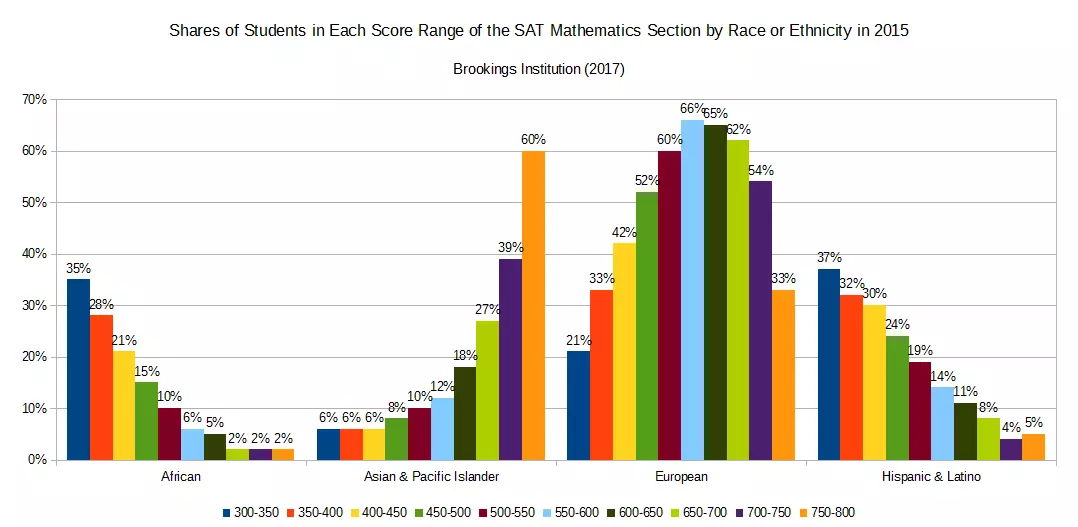 Shares of Students in Each Score Range of the SAT Mathematics Section by Race or Ethnicity in 2015
Brookings Institution (2017)
70%
60%
50%
40%
30%
20%
10%
0%
35% 28% 21% 15% 10% 6% 5% 2% 2% 2%
6% 6% 6% 8% 10% 12% 18% 27% 39% 60%
21% 33% 42% 52% 60% 66% 65% 62% 54% 33%
37% 32% 30% 24% 19% 14% 11% 8% 4% 5%
African Asian & Pacific Islander European Hispanic & Latino
300-350 350-400 400-450 450-500 500-550 550-600 600-650 650-700 700-750 750-800